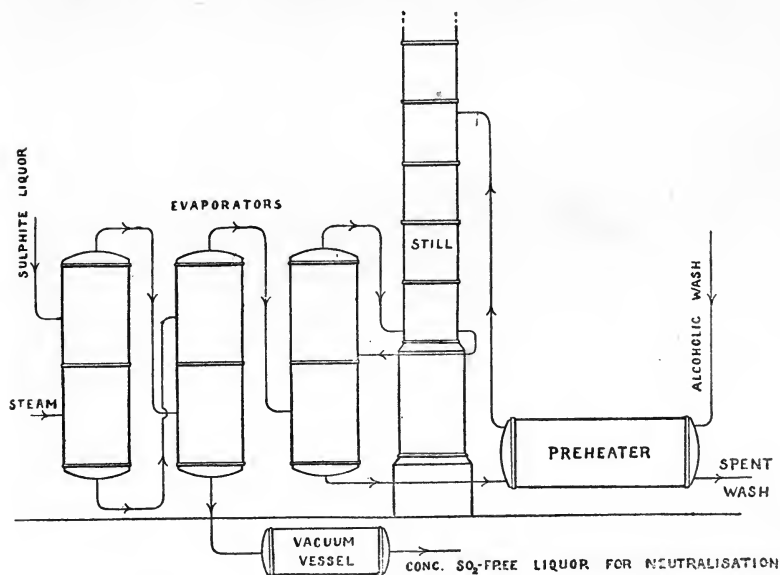 SULPHITE LIQUOR
EVAPORATORS
STILL
ALCOHOLIC WASH
STEAM
PREHEATER
SPENT
WASH
VACUUM
VESSEL
CONC. SO₂-FREE LIQUOR FOR NEUTRALISATION